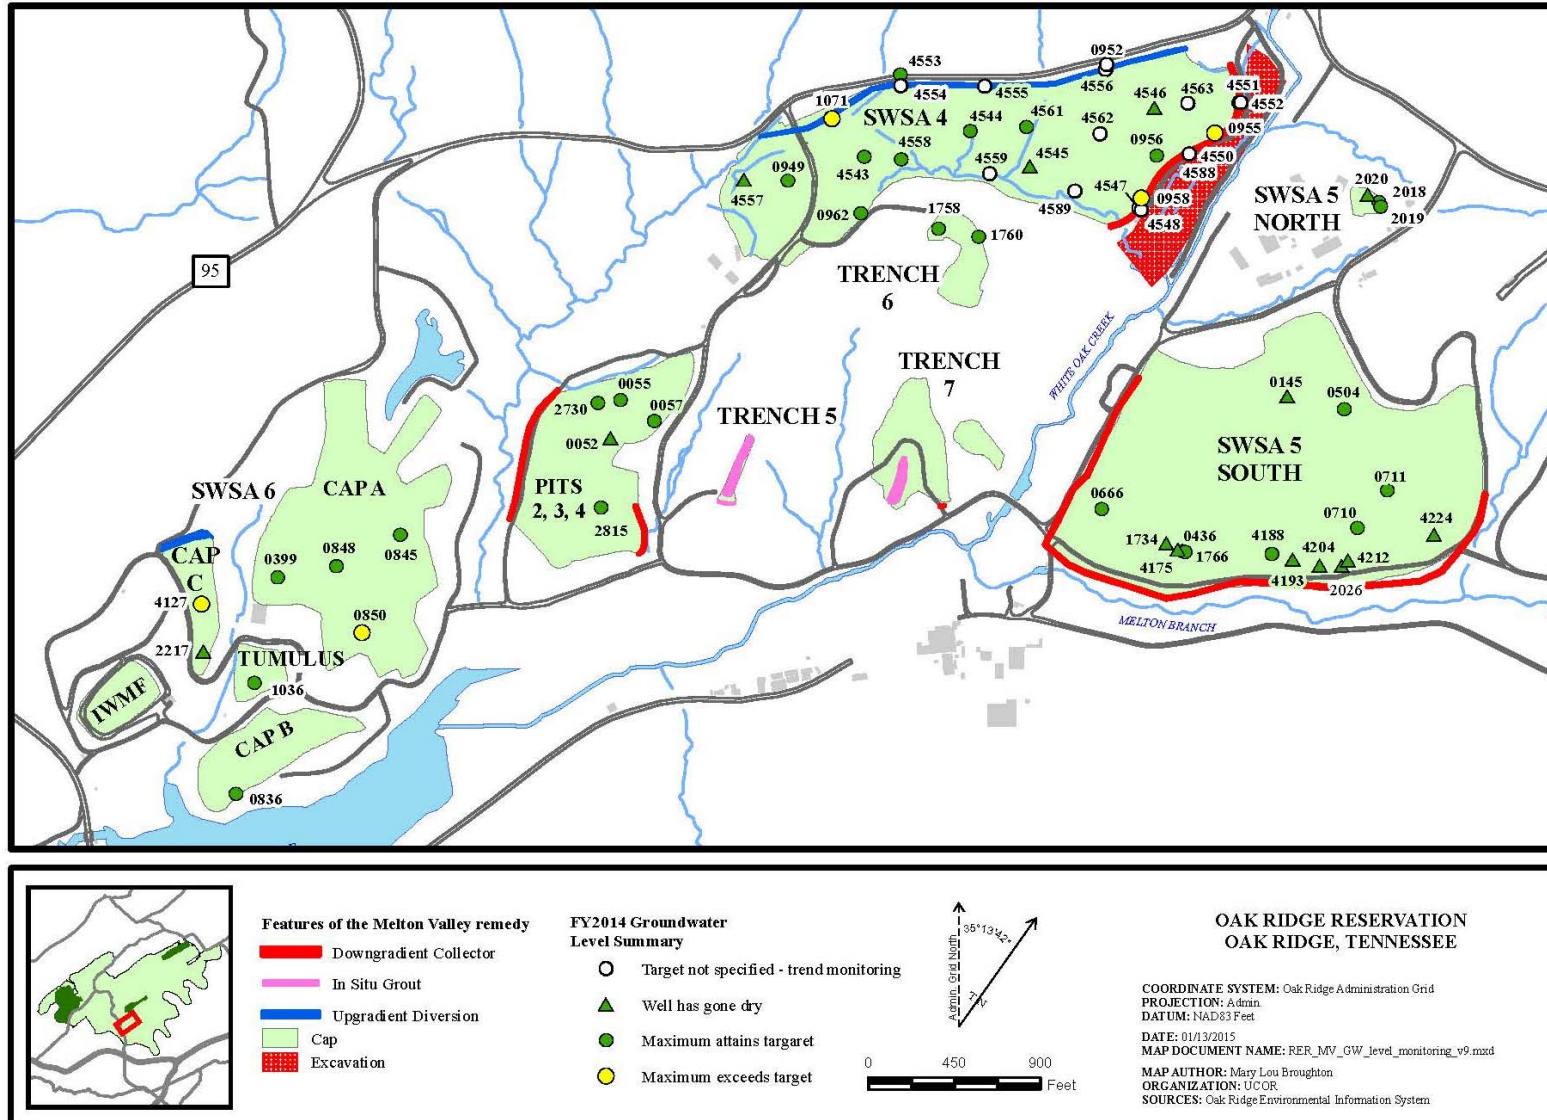 0952
4553
4554
4555
4556
4546
4563
4551
4552
1071
SWSA 4
4544
4561
4562
0955
4558
0956
4550
0949
4543
4559
4545
4588
SWSA 5
NORTH
2020
2018
2019
4557
4547
0958
4589
4548
0962
1758
1760
95
TRENCH
6
WHITE OAK CREEK
TRENCH
7
0055
2730
0057
0052
TRENCH 5
0145
0504
SWSA 5
SOUTH
SWSA 6
CAP A
PITS
2, 3, 4
2815
0711
0666
0710
4224
CAP
C
0399
0848
0845
1734
0436
4175
1766
4188
4204
4212
4193
2026
4127
0850
MELTON BRANCH
2217
TUMULUS
1036
IWMF
CAP B
0836
Features of the Melton Valley remedy
Downgradient Collector
In Situ Grout
Upgradient Diversion
Cap
Excavation
FY2014 Groundwater
Level Summary
Target not specified - trend monitoring
Well has gone dry
Maximum attains targaret
Maximum exceeds target
Admin. Grid North
35°13'42"
T N
0 450 900
Feet
OAK RIDGE RESERVATION
OAK RIDGE, TENNESSEE
COORDINATE SYSTEM: Oak Ridge Administration Grid
PROJECTION: Admin
DATUM: NAD83 Feet
DATE: 01/13/2015
MAP DOCUMENT NAME: RER_MV_GW_level_monitoring_v9.mxd
MAP AUTHOR: Mary Lou Broughton
ORGANIZATION: UCOR
SOURCES: Oak Ridge Environmental Information System